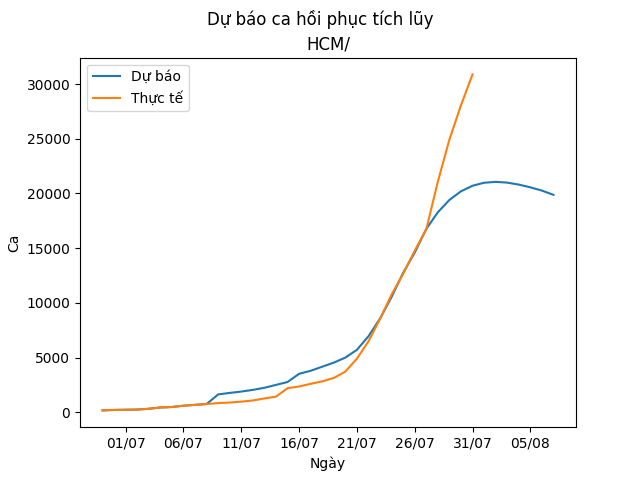 Dự báo ca hồi phục tích lũy
HCM/
Dự báo
Thực tế
30000
25000
20000
15000
10000
5000
0
Ca
01/07 06/07 11/07 16/07 21/07 26/07 31/07 05/08
Ngày